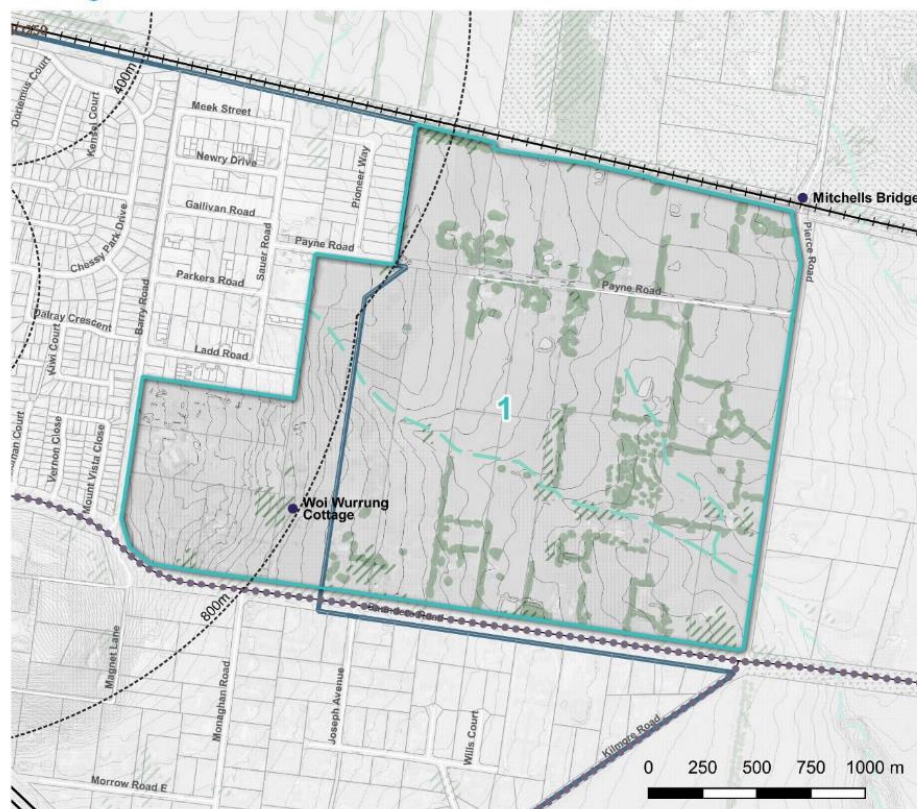 400m
Dorlemus Court
Kensei Court
Meek Street
Newry Drive
Pioneer Way
Gallivan Road
Mitchells Bridge
Chessy Park Drive
Sauer Road
Payne Road
Pierce Road
Parkers Road
Payne Road
Dalray Crescent
Barry Road
Kiwi Court
Ladd Road
1
Vernon Close
Mount Vista Close
Woi Wurrung
Cottage
800m
Magnet Lane
Monaghan Road
Joseph Avenue
Wills Court
Kilmore Road
Morrow Road E
0 250 500 750 1000 m